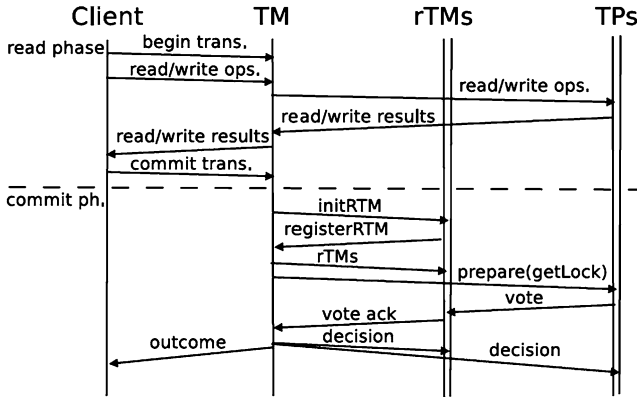 Client TM rTMs TPs
read phase
begin trans.
read/write ops.
read/write ops.
read/write results
read/write results
commit trans.
commit ph.
initRTM
registerRTM
rTMs
prepare(getLock)
vote
vote ack
outcome
decision
decision